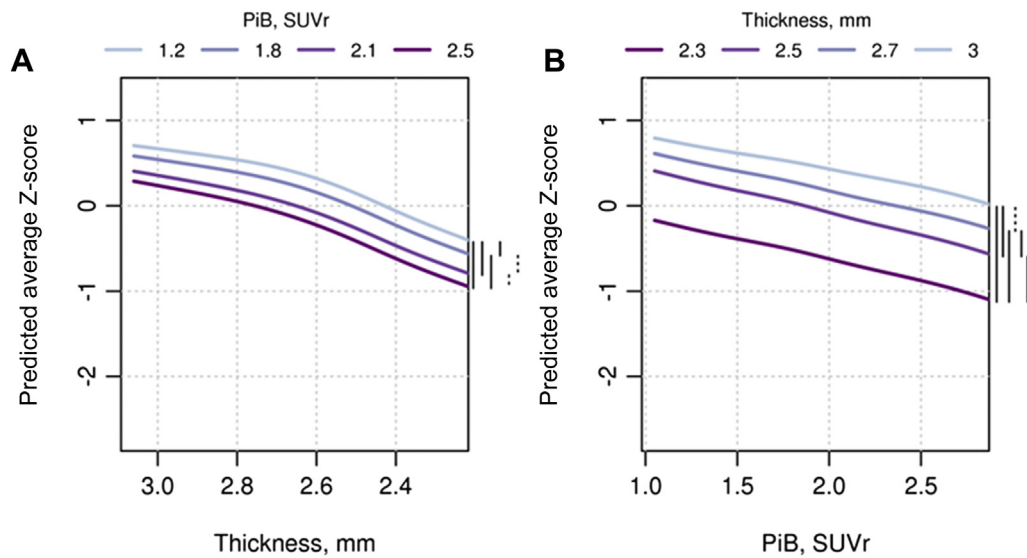 A
PiB, SUVr
1.2 1.8 2.1 2.5
Predicted average Z-score
1
0
-1
-2
3.0 2.8 2.6 2.4
Thickness, mm
B
Thickness, mm
2.3 2.5 2.7 3
Predicted average Z-score
1
0
-1
-2
1.0 1.5 2.0 2.5
PiB, SUVr